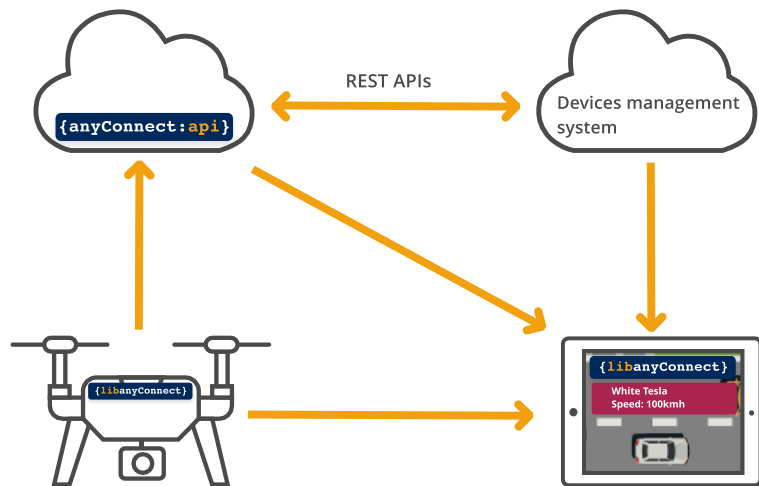 REST APIs
{anyConnect:api}
Devices management
system
{libanyConnect}
{libanyConnect}
White Tesla
Speed: 100kmh